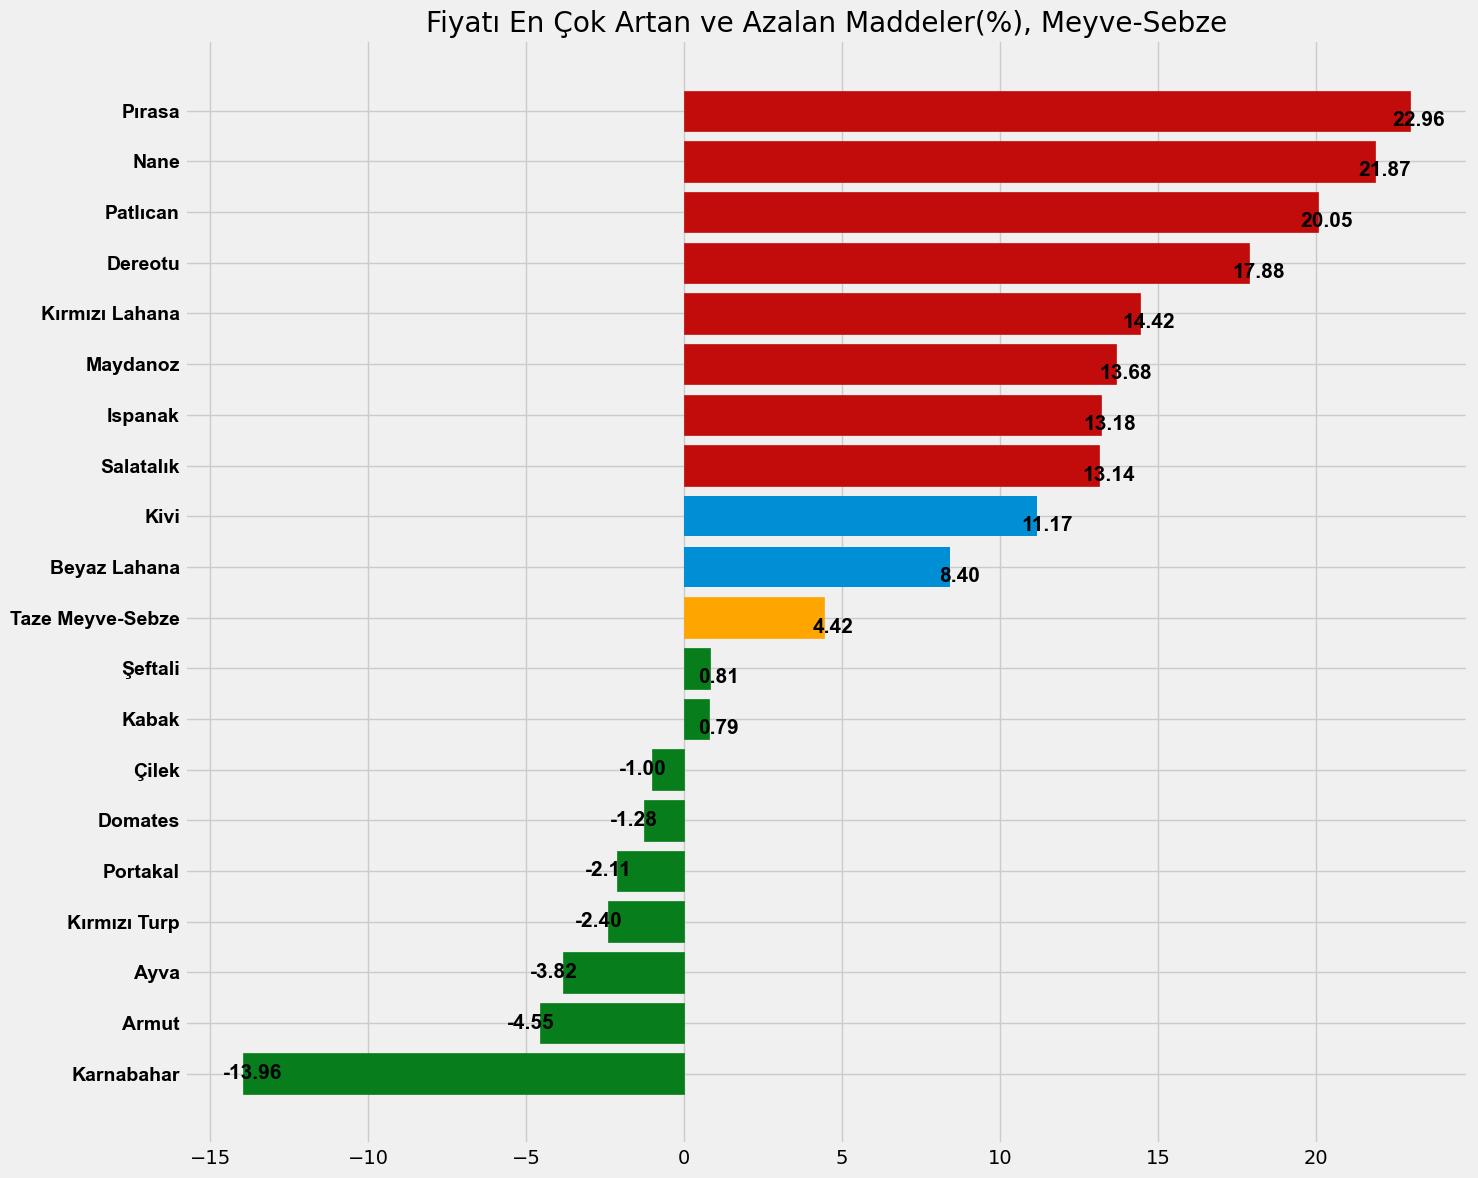 Fiyatı En Çok Artan ve Azalan Maddeler(%), Meyve-Sebze
Pırasa 22.96
Nane 21.87
Patlıcan 20.05
Dereotu 17.88
Kırmızı Lahana 14.42
Maydanoz 13.68
Ispanak 13.18
Salatalık 13.14
Kivi 11.17
Beyaz Lahana 8.40
Taze Meyve-Sebze 4.42
Şeftali 0.81
Kabak 0.79
Çilek -1.00
Domates -1.28
Portakal -2.11
Kırmızı Turp -2.40
Ayva -3.82
Armut -4.55
Karnabahar -13.96
−15 −10 −5 0 5 10 15 20